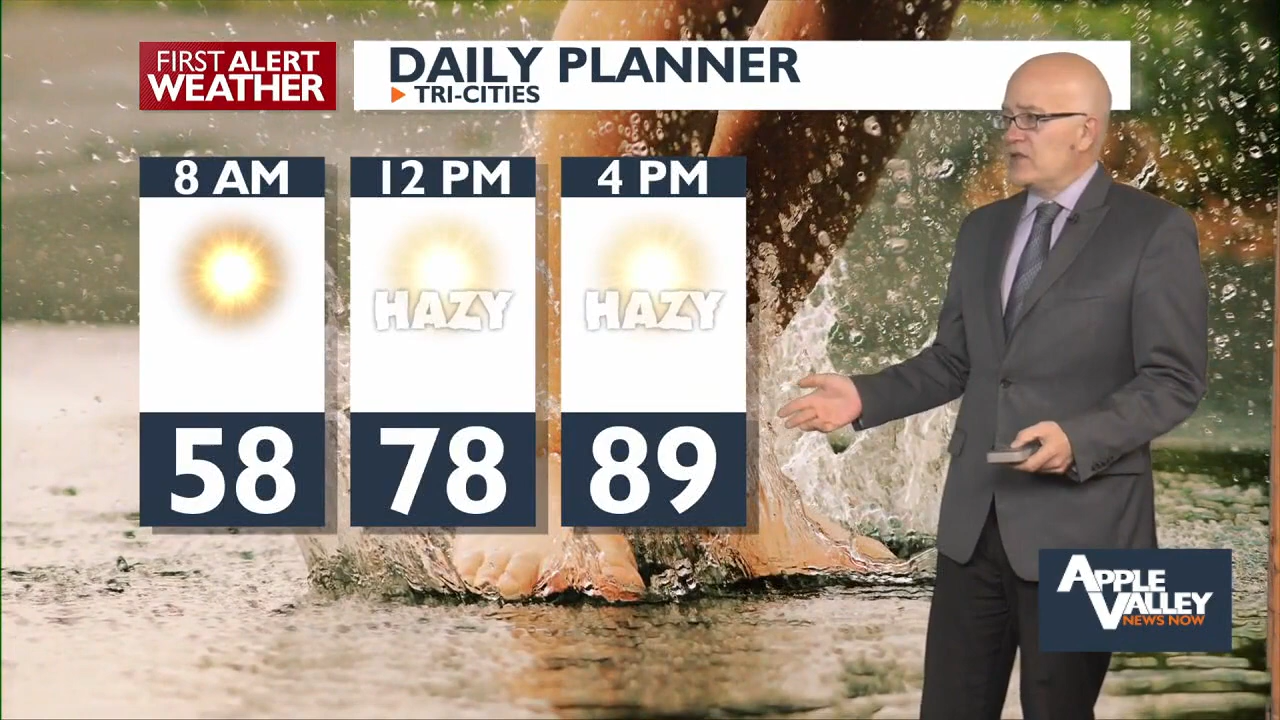 FIRST ALERT
WEATHER
DAILY PLANNER
TRI-CITIES
8 AM
12 PM
4 PM
HAZY
HAZY
58
78
89
APPLE
VALLEY
NEWS NOW